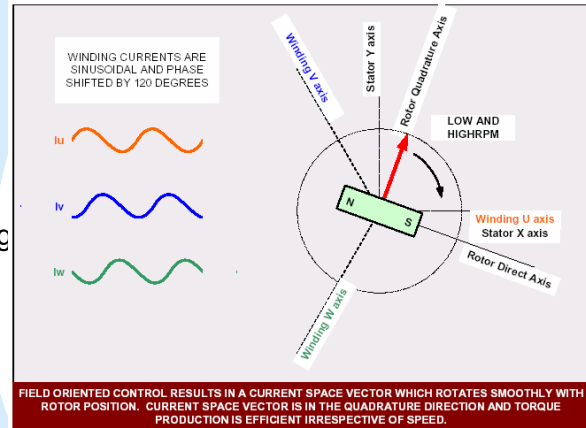 WINDING CURRENTS ARE
SINUSOIDAL AND PHASE
SHIFTED BY 120 DEGREES
Iu
Iv
Iw
g
Winding V axis
Stator Y axis
Rotor Quadrature Axis
LOW AND
HIGHRPM
N
S
Winding U axis
Stator X axis
Rotor Direct Axis
Winding W axis
FIELD ORIENTED CONTROL RESULTS IN A CURRENT SPACE VECTOR WHICH ROTATES SMOOTHLY WITH
ROTOR POSITION. CURRENT SPACE VECTOR IS IN THE QUADRATURE DIRECTION AND TORQUE
PRODUCTION IS EFFICIENT IRRESPECTIVE OF SPEED.